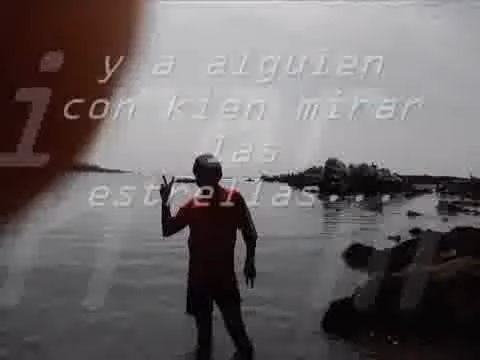 y a alguien
con kien mirar
las
estrellas...